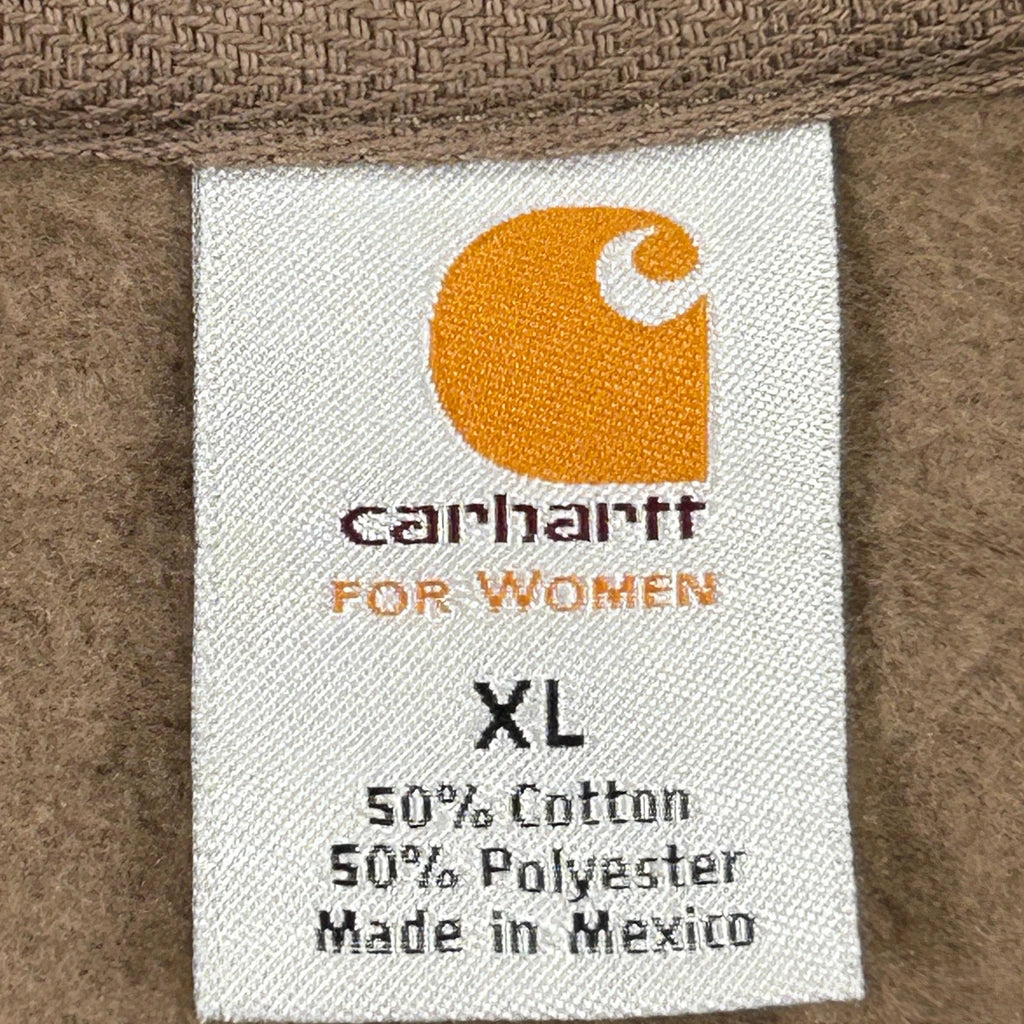 carhartt
FOR WOMEN
XL
50% Cotton
50% Polyester
Made in Mexico